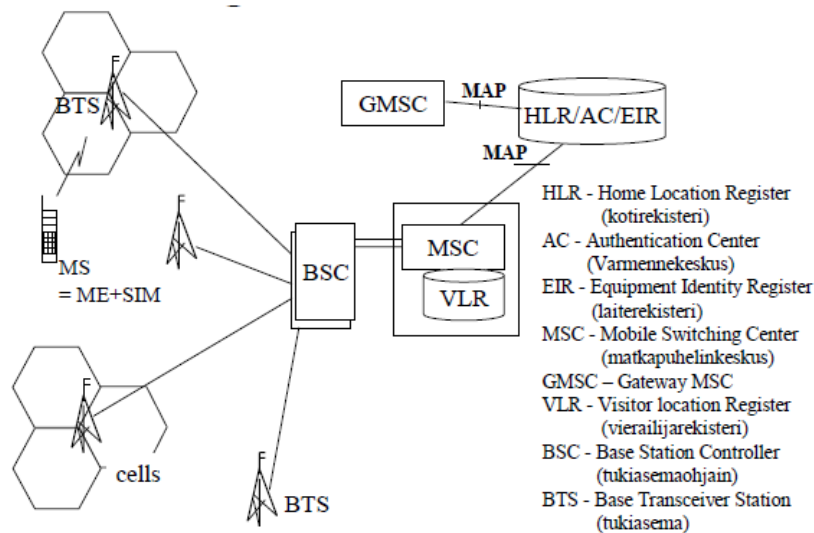 BTS
MS
= ME+SIM
cells
BTS
BSC
GMSC
MAP
HLR/AC/EIR
MAP
MSC
VLR
HLR - Home Location Register
(kotirekisteri)
AC - Authentication Center
(Varmennekeskus)
EIR - Equipment Identity Register
(laiterekisteri)
MSC - Mobile Switching Center
(matkapuhelinkeskus)
GMSC – Gateway MSC
VLR - Visitor location Register
(vierailijarekisteri)
BSC - Base Station Controller
(tukiasemaohjain)
BTS - Base Transceiver Station
(tukiasema)